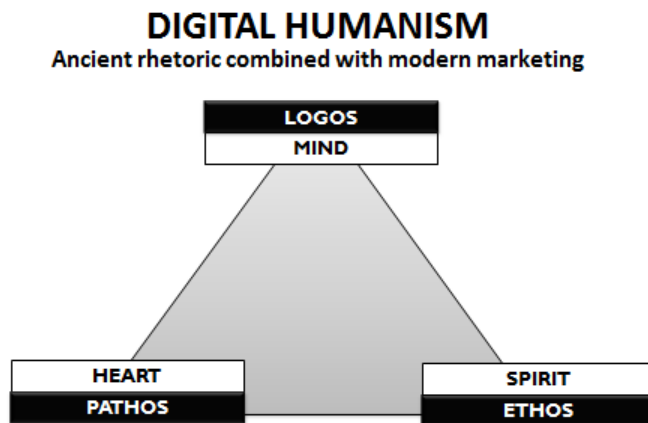 DIGITAL HUMANISM
Ancient rhetoric combined with modern marketing
LOGOS
MIND
HEART
PATHOS
SPIRIT
ETHOS